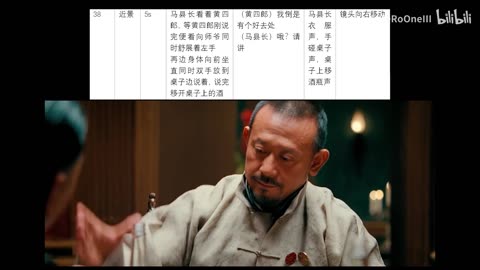 RoOneIII bilibili
38 近景 5s 马县长看着黄四 (黄四郎)我倒是 马县长 镜头向右移动
郎、等黄四郎刚说 有个好去处 衣服
完便看向师爷同 (马县长)哦?请 声、手
时舒展着左手 讲 碰桌子
再边身体向前坐 声、桌
直同时双手放到 子上移
桌子边说着,说完 酒瓶声
移开桌子上的酒